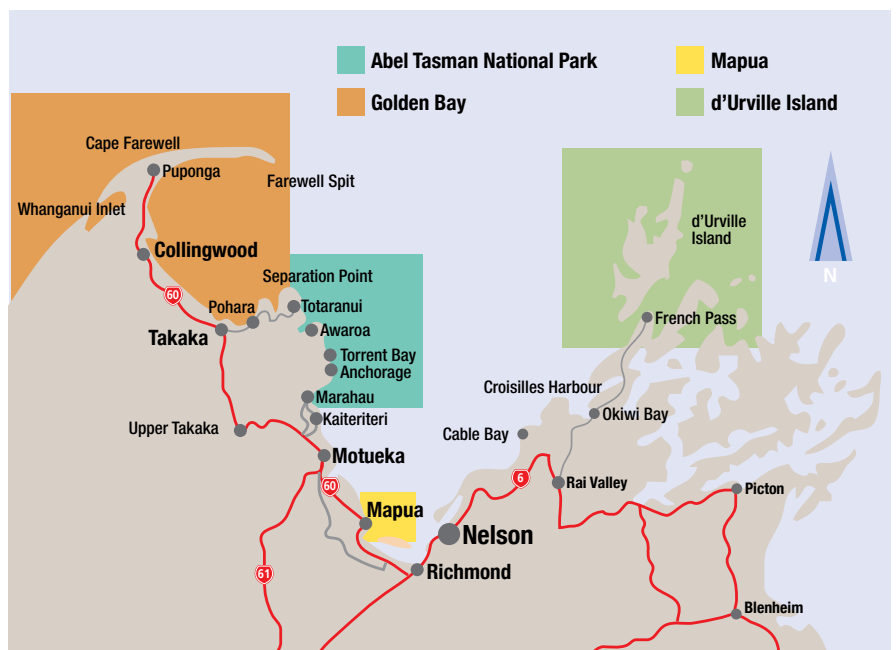 Abel Tasman National Park
Mapua
Golden Bay
d'Urville Island
Cape Farewell
Puponga
Farewell Spit
Whanganui Inlet
d'Urville
Island
Collingwood
Separation Point
N
60
Pohara
Totaranui
French Pass
Takaka
Awaroa
Torrent Bay
Anchorage
Croisilles Harbour
Marahau
Kaiteriteri
Okiwi Bay
Upper Takaka
Cable Bay
Motueka
6
Rai Valley
60
Picton
Mapua
Nelson
Richmond
61
Blenheim